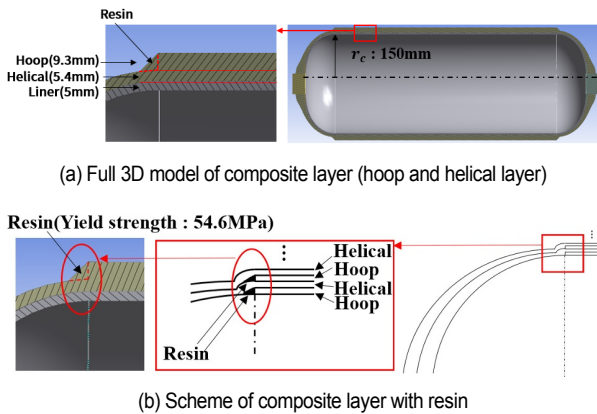 Resin
Hoop(9.3mm)
Helical(5.4mm)
Liner(5mm)
r_c : 150mm
(a) Full 3D model of composite layer (hoop and helical layer)
Resin(Yield strength : 54.6MPa)
Helical
Hoop
Helical
Hoop
Resin
(b) Scheme of composite layer with resin